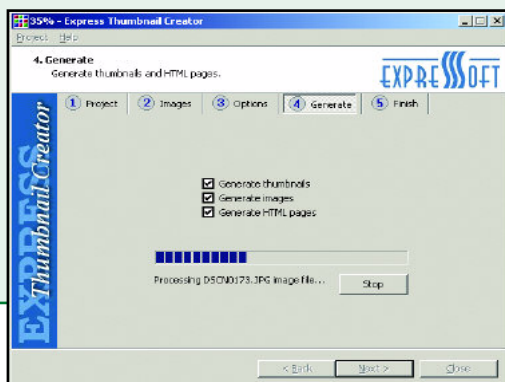 35% - Express Thumbnail Creator
Project Help
4. Generate
Generate thumbnails and HTML pages.
EXPRESSSOFT
1 Project 2 Images 3 Options 4 Generate 5 Finish
EXPRESS
Thumbnail Creator
Generate thumbnails
Generate images
Generate HTML pages
Processing DSCN0173.JPG image file...
Stop
< Back Next > Close